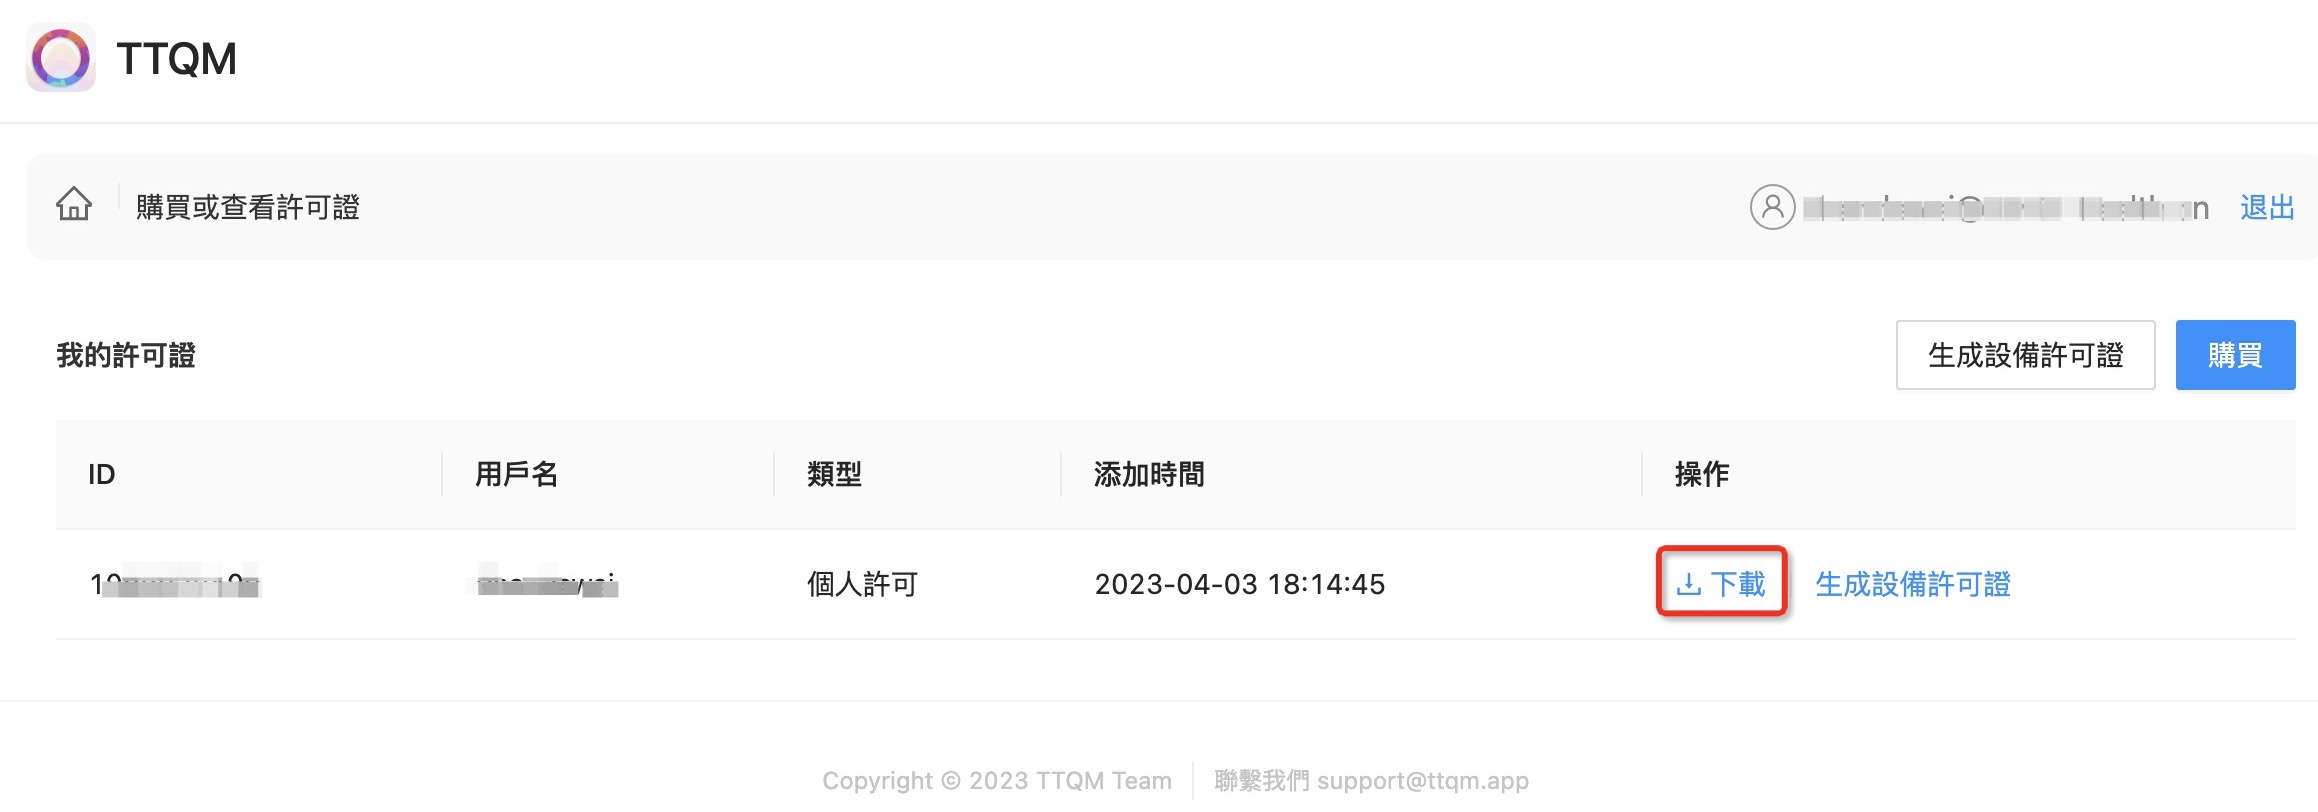 TTQM
購買或查看許可證
退出
我的許可證
生成設備許可證 購買
ID 用戶名 類型 添加時間 操作
個人許可 2023-04-03 18:14:45 下載 生成設備許可證
Copyright © 2023 TTQM Team 聯繫我們 support@ttqm.app